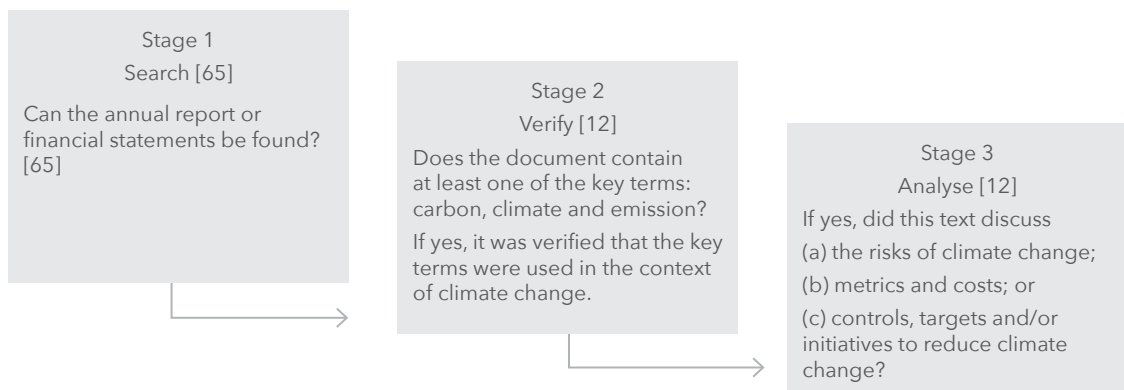 Stage 1
Search [65]
Can the annual report or
financial statements be found?
[65]
Stage 2
Verify [12]
Does the document contain
at least one of the key terms:
carbon, climate and emission?
If yes, it was verified that the key
terms were used in the context
of climate change.
Stage 3
Analyse [12]
If yes, did this text discuss
(a) the risks of climate change;
(b) metrics and costs; or
(c) controls, targets and/or
initiatives to reduce climate
change?